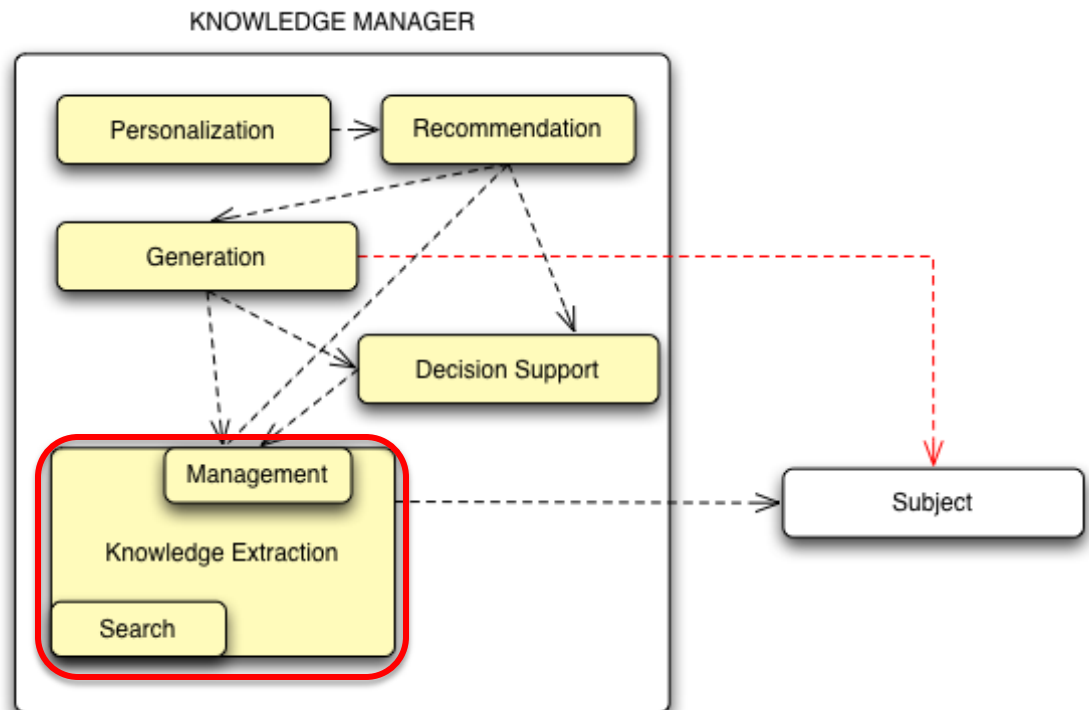 KNOWLEDGE MANAGER
Personalization
Recommendation
Generation
Decision Support
Management
Subject
Knowledge Extraction
Search